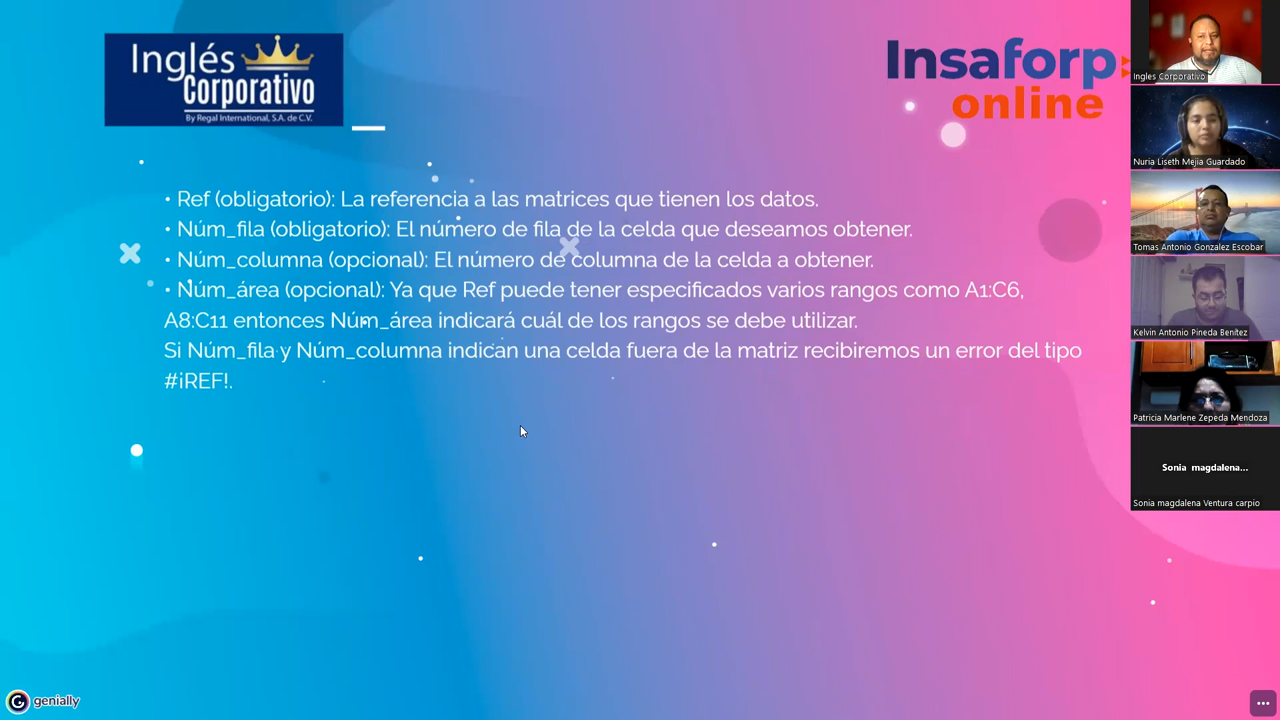 Inglés
Corporativo
By Regal International, S.A. de C.V.
Insaforp
online
• Ref (obligatorio): La referencia a las matrices que tienen los datos.
• Núm_fila (obligatorio): El número de fila de la celda que deseamos obtener.
• Núm_columna (opcional): El número de columna de la celda a obtener.
• Núm_área (opcional): Ya que Ref puede tener especificados varios rangos como A1:C6,
A8:C11 entonces Núm_área indicará cuál de los rangos se debe utilizar.
Si Núm_fila y Núm_columna indican una celda fuera de la matriz recibiremos un error del tipo
#¡REF!.
genially
Ingles Corporativo
Nuria Liseth Mejia Guardado
Tomas Antonio Gonzalez Escobar
Kelvin Antonio Pineda Benítez
Patricia Marlene Zepeda Mendoza
Sonia magdalena...
Sonia magdalena Ventura carpio